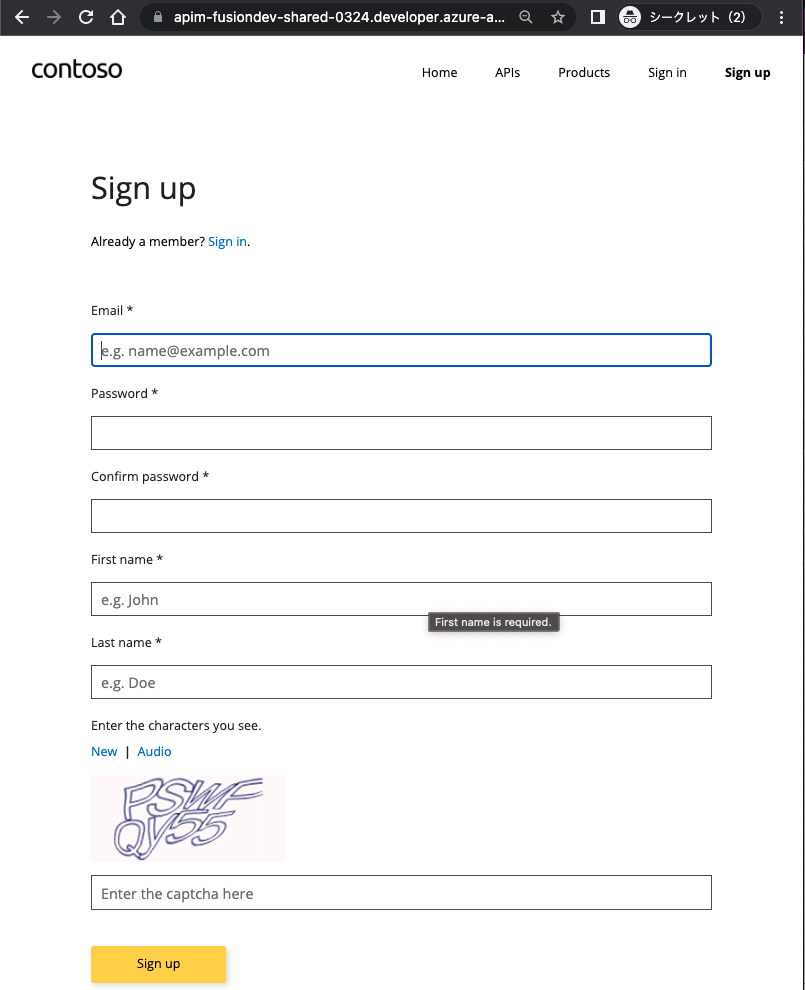 apim-fusiondev-shared-0324.developer.azure-a...
シークレット (2)
contoso
Home APIs Products Sign in Sign up
Sign up
Already a member? Sign in.
Email *
e.g. name@example.com
Password *
Confirm password *
First name *
e.g. John
First name is required.
Last name *
e.g. Doe
Enter the characters you see.
New | Audio
PSWF
QY55
Enter the captcha here
Sign up